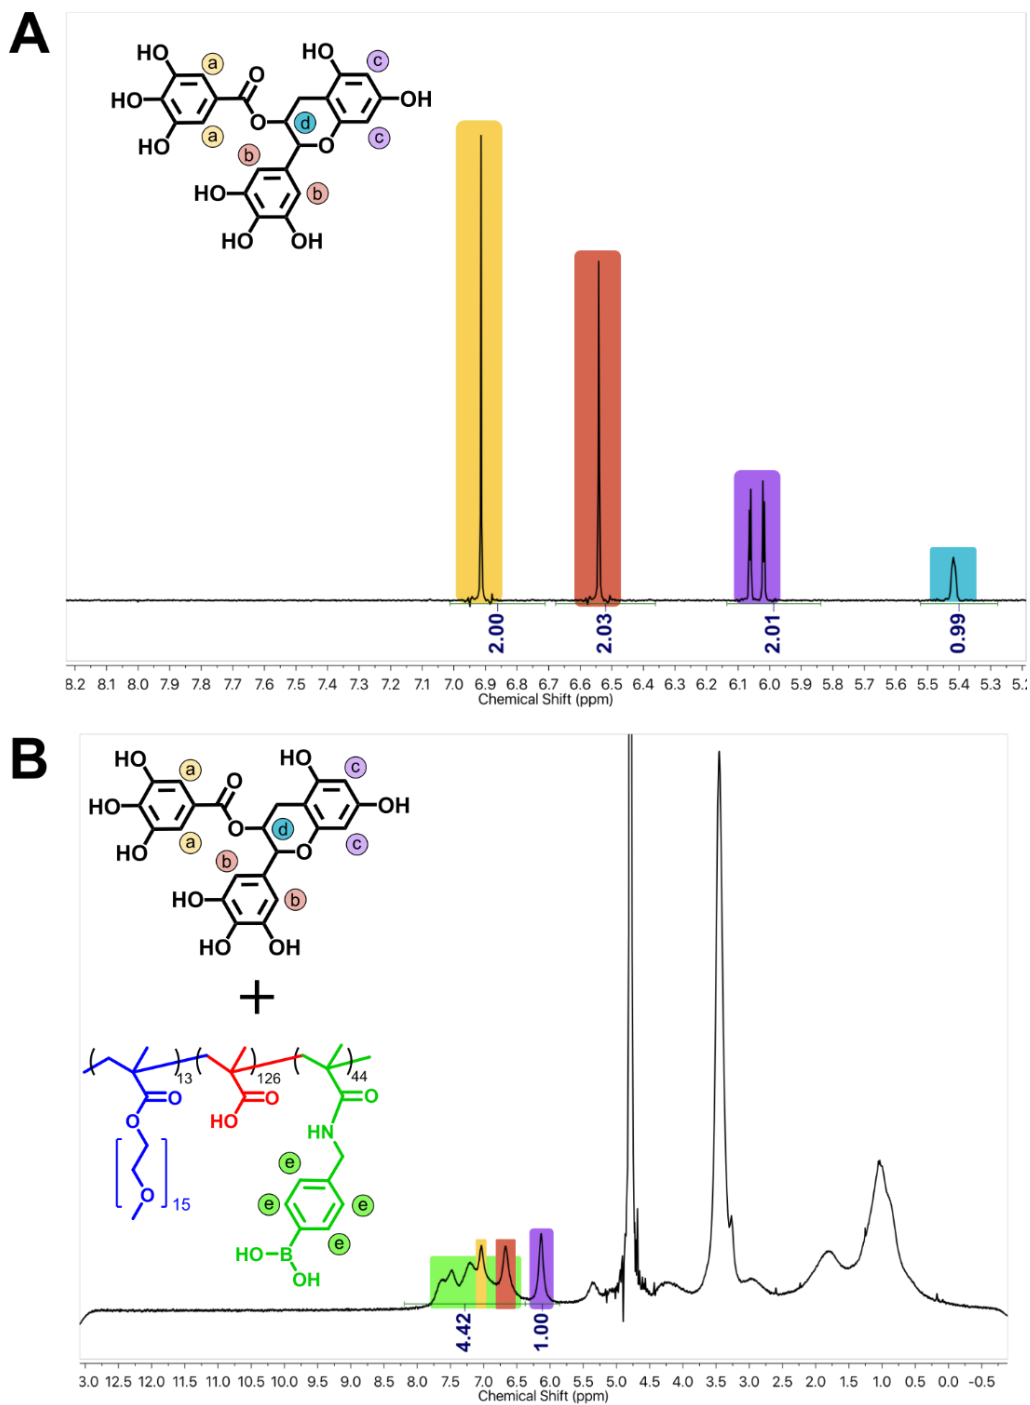 A
HO
a
O
HO
c
HO
OH
HO
a
O
d
O
c
b
HO
b
HO
OH
2.00
2.03
2.01
0.99
8.2 8.1 8.0 7.9 7.8 7.7 7.6 7.5 7.4 7.3 7.2 7.1 7.0 6.9 6.8 6.7 6.6 6.5 6.4 6.3 6.2 6.1 6.0 5.9 5.8 5.7 5.6 5.5 5.4 5.3 5.2
Chemical Shift (ppm)
B
HO
a
O
HO
c
HO
OH
HO
a
O
d
O
c
b
HO
b
HO
OH
+
( )13 ( )126 ( )44
O
O
O
O
HO
HN
O
15
e
e
e
e
HO
B
OH
4.42
1.00
3.0 12.5 11.5 10.5 9.5 9.0 8.5 8.0 7.5 7.0 6.5 6.0 5.5 5.0 4.5 4.0 3.5 3.0 2.5 2.0 1.5 1.0 0.5 0.0 -0.5
Chemical Shift (ppm)